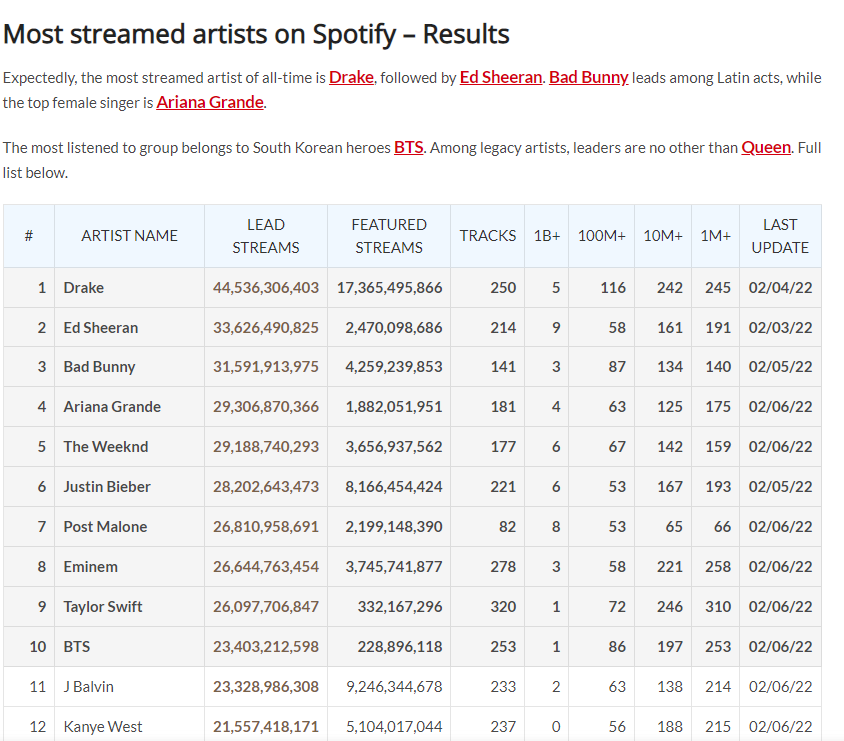 Most streamed artists on Spotify – Results
Expectedly, the most streamed artist of all-time is Drake, followed by Ed Sheeran. Bad Bunny leads among Latin acts, while
the top female singer is Ariana Grande.
The most listened to group belongs to South Korean heroes BTS. Among legacy artists, leaders are no other than Queen. Full
list below.
# ARTIST NAME LEAD STREAMS FEATURED STREAMS TRACKS 1B+ 100M+ 10M+ 1M+ LAST UPDATE
1 Drake 44,536,306,403 17,365,495,866 250 5 116 242 245 02/04/22
2 Ed Sheeran 33,626,490,825 2,470,098,686 214 9 58 161 191 02/03/22
3 Bad Bunny 31,591,913,975 4,259,239,853 141 3 87 134 140 02/05/22
4 Ariana Grande 29,306,870,366 1,882,051,951 181 4 63 125 175 02/06/22
5 The Weeknd 29,188,740,293 3,656,937,562 177 6 67 142 159 02/06/22
6 Justin Bieber 28,202,643,473 8,166,454,424 221 6 53 167 193 02/05/22
7 Post Malone 26,810,958,691 2,199,148,390 82 8 53 65 66 02/06/22
8 Eminem 26,644,763,454 3,745,741,877 278 3 58 221 258 02/06/22
9 Taylor Swift 26,097,706,847 332,167,296 320 1 72 246 310 02/06/22
10 BTS 23,403,212,598 228,896,118 253 1 86 197 253 02/06/22
11 J Balvin 23,328,986,308 9,246,344,678 233 2 63 138 214 02/06/22
12 Kanye West 21,557,418,171 5,104,017,044 237 0 56 188 215 02/06/22